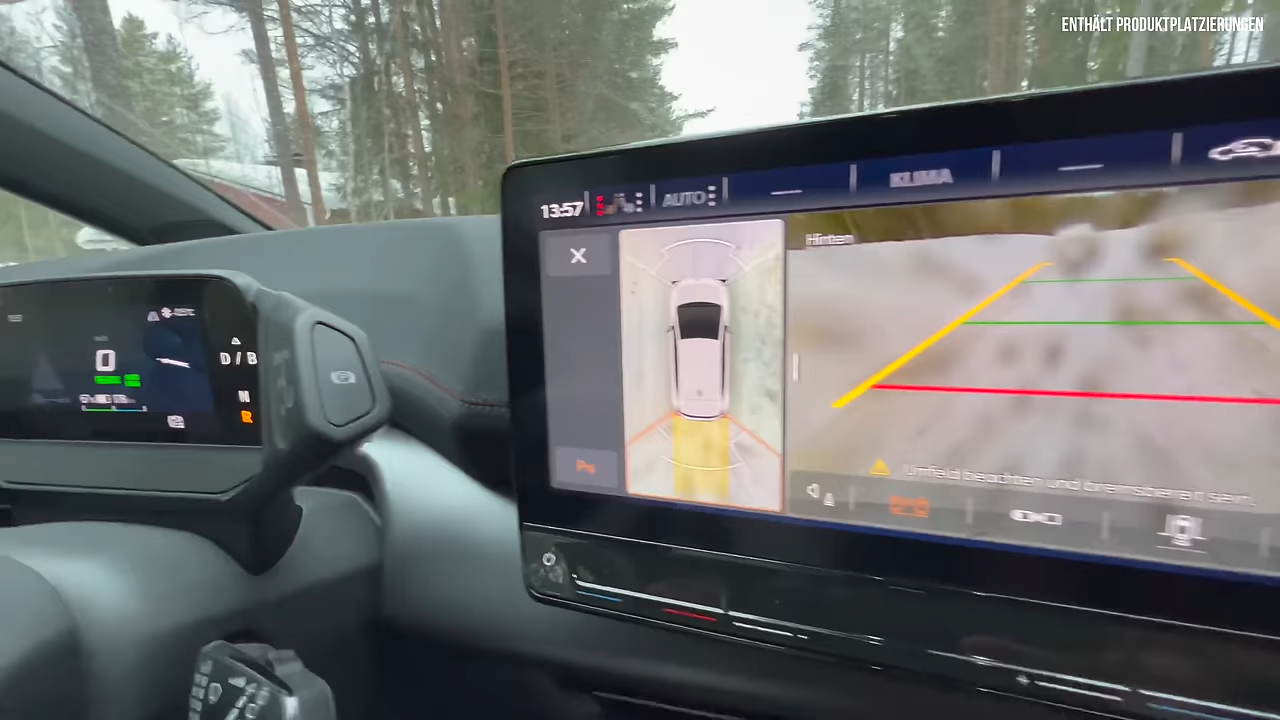 ENTHÄLT PRODUKTPLATZIERUNGEN
13:57
AUTO
KLIMA
Hinten
0
D / B
N
R
Umfeld beachten und bremsbereit sein.